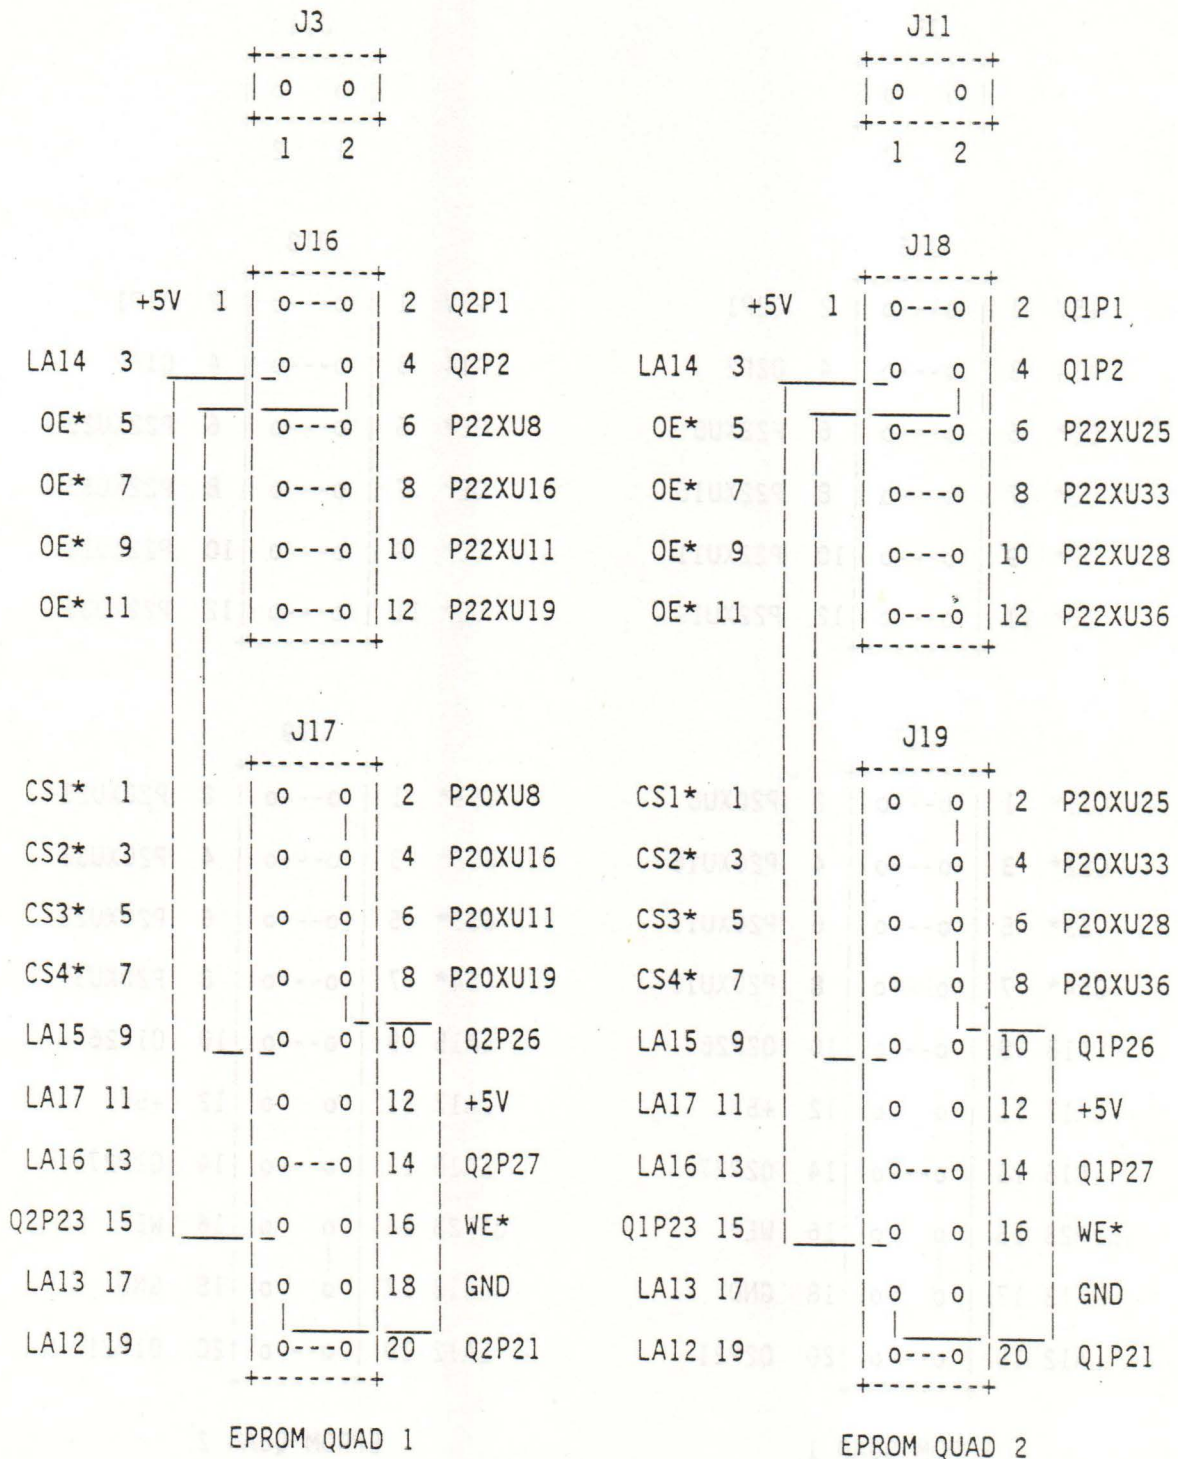 J3 J11
1 2 1 2
J16 J18
+5V 1 o---o 2 Q2P1 +5V 1 o---o 2 Q1P1
LA14 3 o o 4 Q2P2 LA14 3 o o 4 Q1P2
OE* 5 o---o 6 P22XU8 OE* 5 o---o 6 P22XU25
OE* 7 o---o 8 P22XU16 OE* 7 o---o 8 P22XU33
OE* 9 o---o 10 P22XU11 OE* 9 o---o 10 P22XU28
OE* 11 o---o 12 P22XU19 OE* 11 o---o 12 P22XU36
J17 J19
CS1* 1 o o 2 P20XU8 CS1* 1 o o 2 P20XU25
CS2* 3 o o 4 P20XU16 CS2* 3 o o 4 P20XU33
CS3* 5 o o 6 P20XU11 CS3* 5 o o 6 P20XU28
CS4* 7 o o 8 P20XU19 CS4* 7 o o 8 P20XU36
LA15 9 o o 10 Q2P26 LA15 9 o o 10 Q1P26
LA17 11 o o 12 +5V LA17 11 o o 12 +5V
LA16 13 o---o 14 Q2P27 LA16 13 o---o 14 Q1P27
Q2P23 15 o o 16 WE* Q1P23 15 o o 16 WE*
LA13 17 o o 18 GND LA13 17 o o 18 GND
LA12 19 o---o 20 Q2P21 LA12 19 o---o 20 Q1P21
EPROM QUAD 1 EPROM QUAD 2